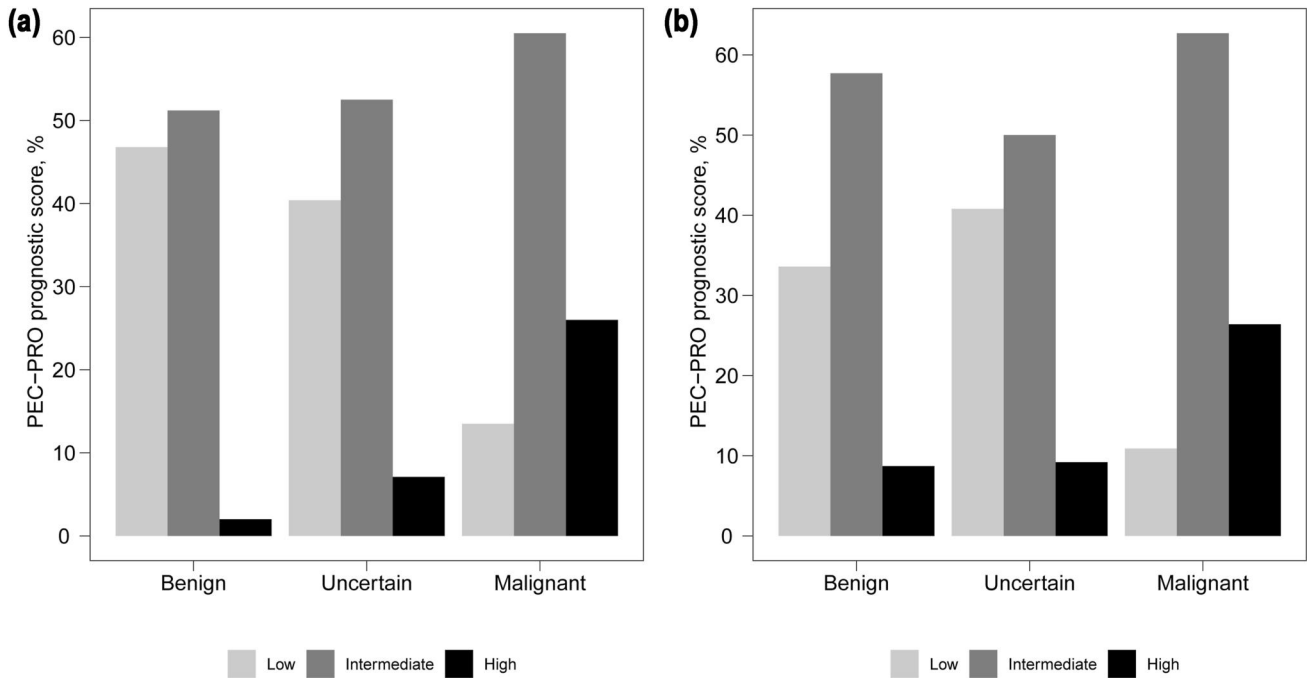 (a)
PEC−PRO prognostic score, %
60
50
40
30
20
10
0
Benign Uncertain Malignant
Low Intermediate High
(b)
PEC−PRO prognostic score, %
60
50
40
30
20
10
0
Benign Uncertain Malignant
Low Intermediate High